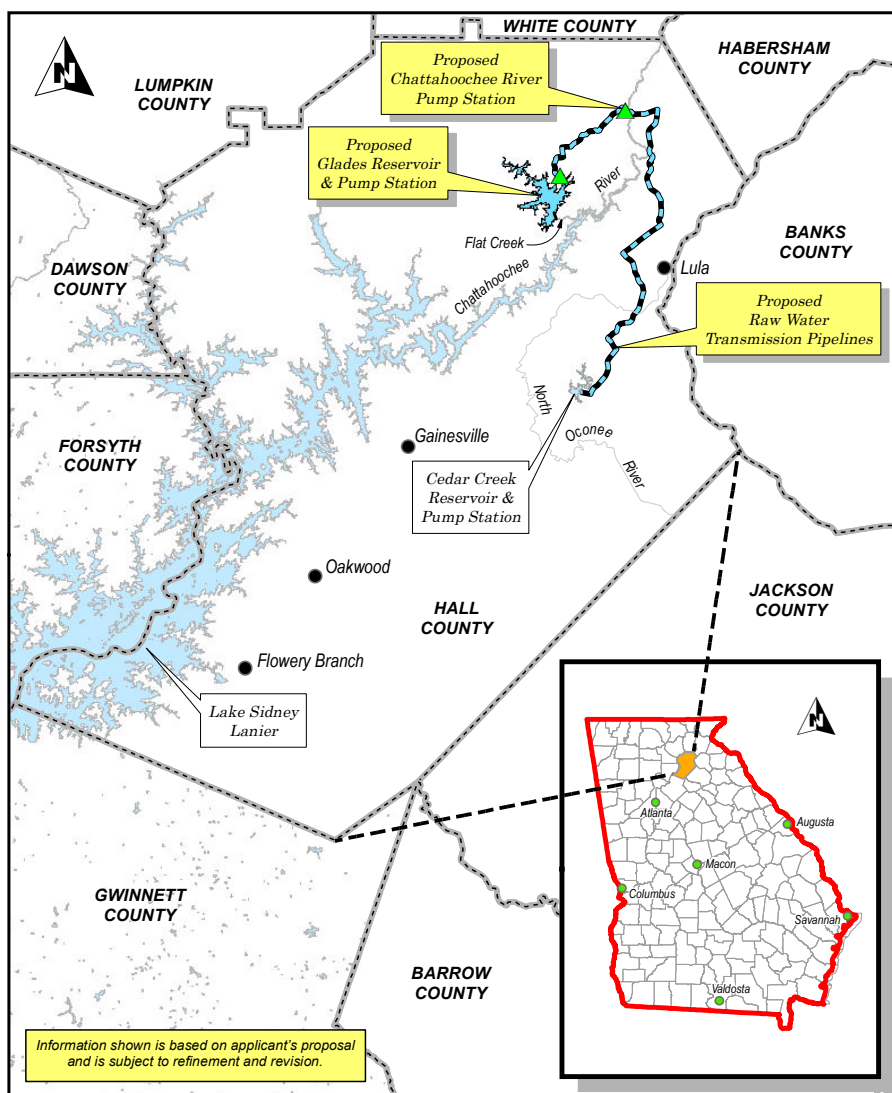 WHITE COUNTY
HABERSHAM
COUNTY
N
LUMPKIN
COUNTY
Proposed
Chattahoochee River
Pump Station
Proposed
Glades Reservoir
& Pump Station
River
Flat Creek
Chattahoochee
BANKS
COUNTY
DAWSON
COUNTY
Lula
Proposed
Raw Water
Transmission Pipelines
North
Oconee
River
FORSYTH
COUNTY
Gainesville
Cedar Creek
Reservoir &
Pump Station
Oakwood
HALL
COUNTY
JACKSON
COUNTY
Flowery Branch
Lake Sidney
Lanier
N
Atlanta
Augusta
Macon
Columbus
Savannah
Valdosta
GWINNETT
COUNTY
BARROW
COUNTY
Information shown is based on applicant's proposal
and is subject to refinement and revision.